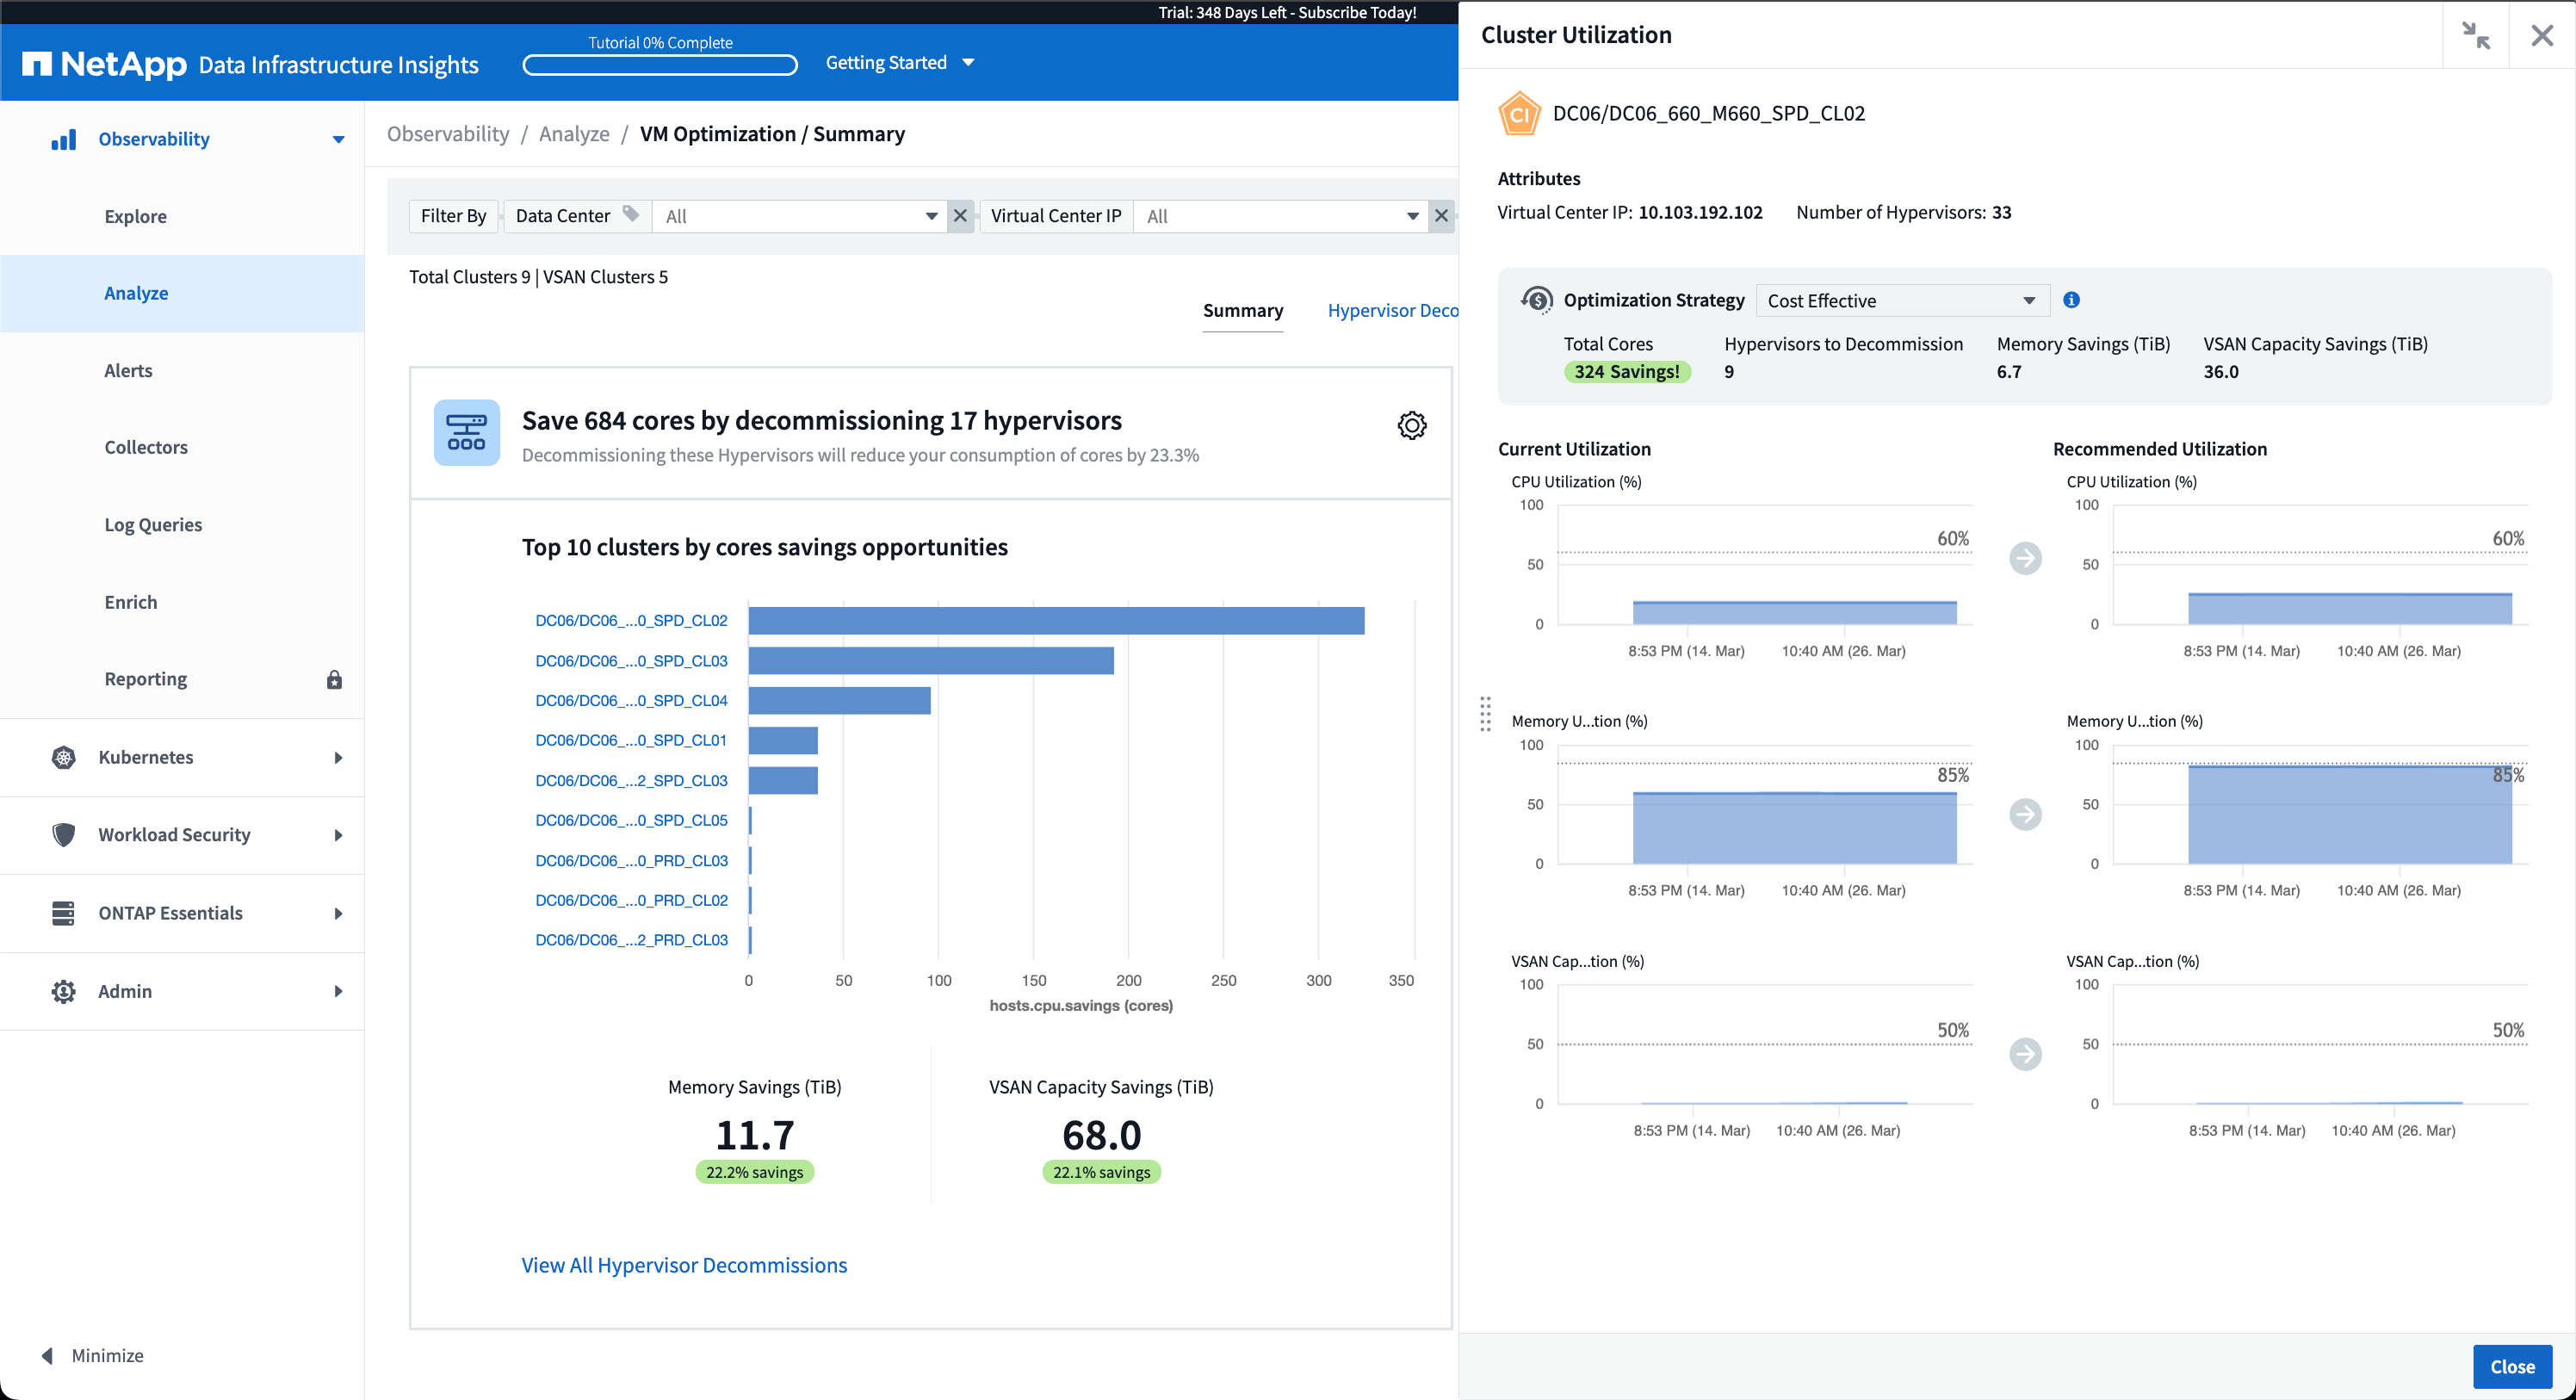 Trial: 348 Days Left - Subscribe Today!
NetApp Data Infrastructure Insights
Tutorial 0% Complete
Getting Started
Observability
Explore
Analyze
Alerts
Collectors
Log Queries
Enrich
Reporting
Kubernetes
Workload Security
ONTAP Essentials
Admin
Minimize
Observability / Analyze / VM Optimization / Summary
Filter By Data Center All Virtual Center IP All
Total Clusters 9 | VSAN Clusters 5
Summary Hypervisor Deco
Save 684 cores by decommissioning 17 hypervisors
Decommissioning these Hypervisors will reduce your consumption of cores by 23.3%
Top 10 clusters by cores savings opportunities
DC06/DC06_...0_SPD_CL02
DC06/DC06_...0_SPD_CL03
DC06/DC06_...0_SPD_CL04
DC06/DC06_...0_SPD_CL01
DC06/DC06_...2_SPD_CL03
DC06/DC06_...0_SPD_CL05
DC06/DC06_...0_PRD_CL03
DC06/DC06_...0_PRD_CL02
DC06/DC06_...2_PRD_CL03
0 50 100 150 200 250 300 350
hosts.cpu.savings (cores)
Memory Savings (TiB)
11.7
22.2% savings
VSAN Capacity Savings (TiB)
68.0
22.1% savings
View All Hypervisor Decommissions
Cluster Utilization
CI DC06/DC06_660_M660_SPD_CL02
Attributes
Virtual Center IP: 10.103.192.102 Number of Hypervisors: 33
Optimization Strategy Cost Effective
Total Cores Hypervisors to Decommission Memory Savings (TiB) VSAN Capacity Savings (TiB)
324 Savings! 9 6.7 36.0
Current Utilization
CPU Utilization (%)
100
60%
50
0
8:53 PM (14. Mar) 10:40 AM (26. Mar)
Memory U...tion (%)
100
85%
50
0
8:53 PM (14. Mar) 10:40 AM (26. Mar)
VSAN Cap...tion (%)
100
50%
50
0
8:53 PM (14. Mar) 10:40 AM (26. Mar)
Recommended Utilization
CPU Utilization (%)
100
60%
50
0
8:53 PM (14. Mar) 10:40 AM (26. Mar)
Memory U...tion (%)
100
85%
50
0
8:53 PM (14. Mar) 10:40 AM (26. Mar)
VSAN Cap...tion (%)
100
50%
50
0
8:53 PM (14. Mar) 10:40 AM (26. Mar)
Close